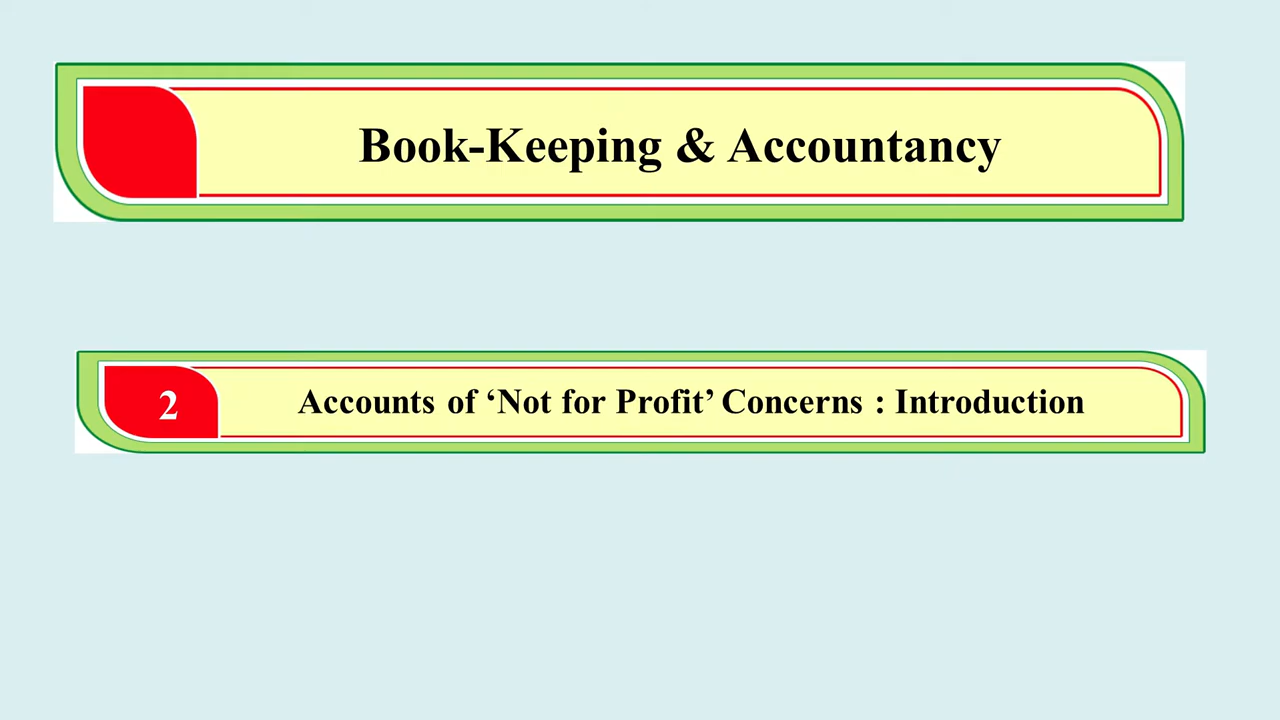 Book-Keeping & Accountancy
2
Accounts of ‘Not for Profit’ Concerns : Introduction